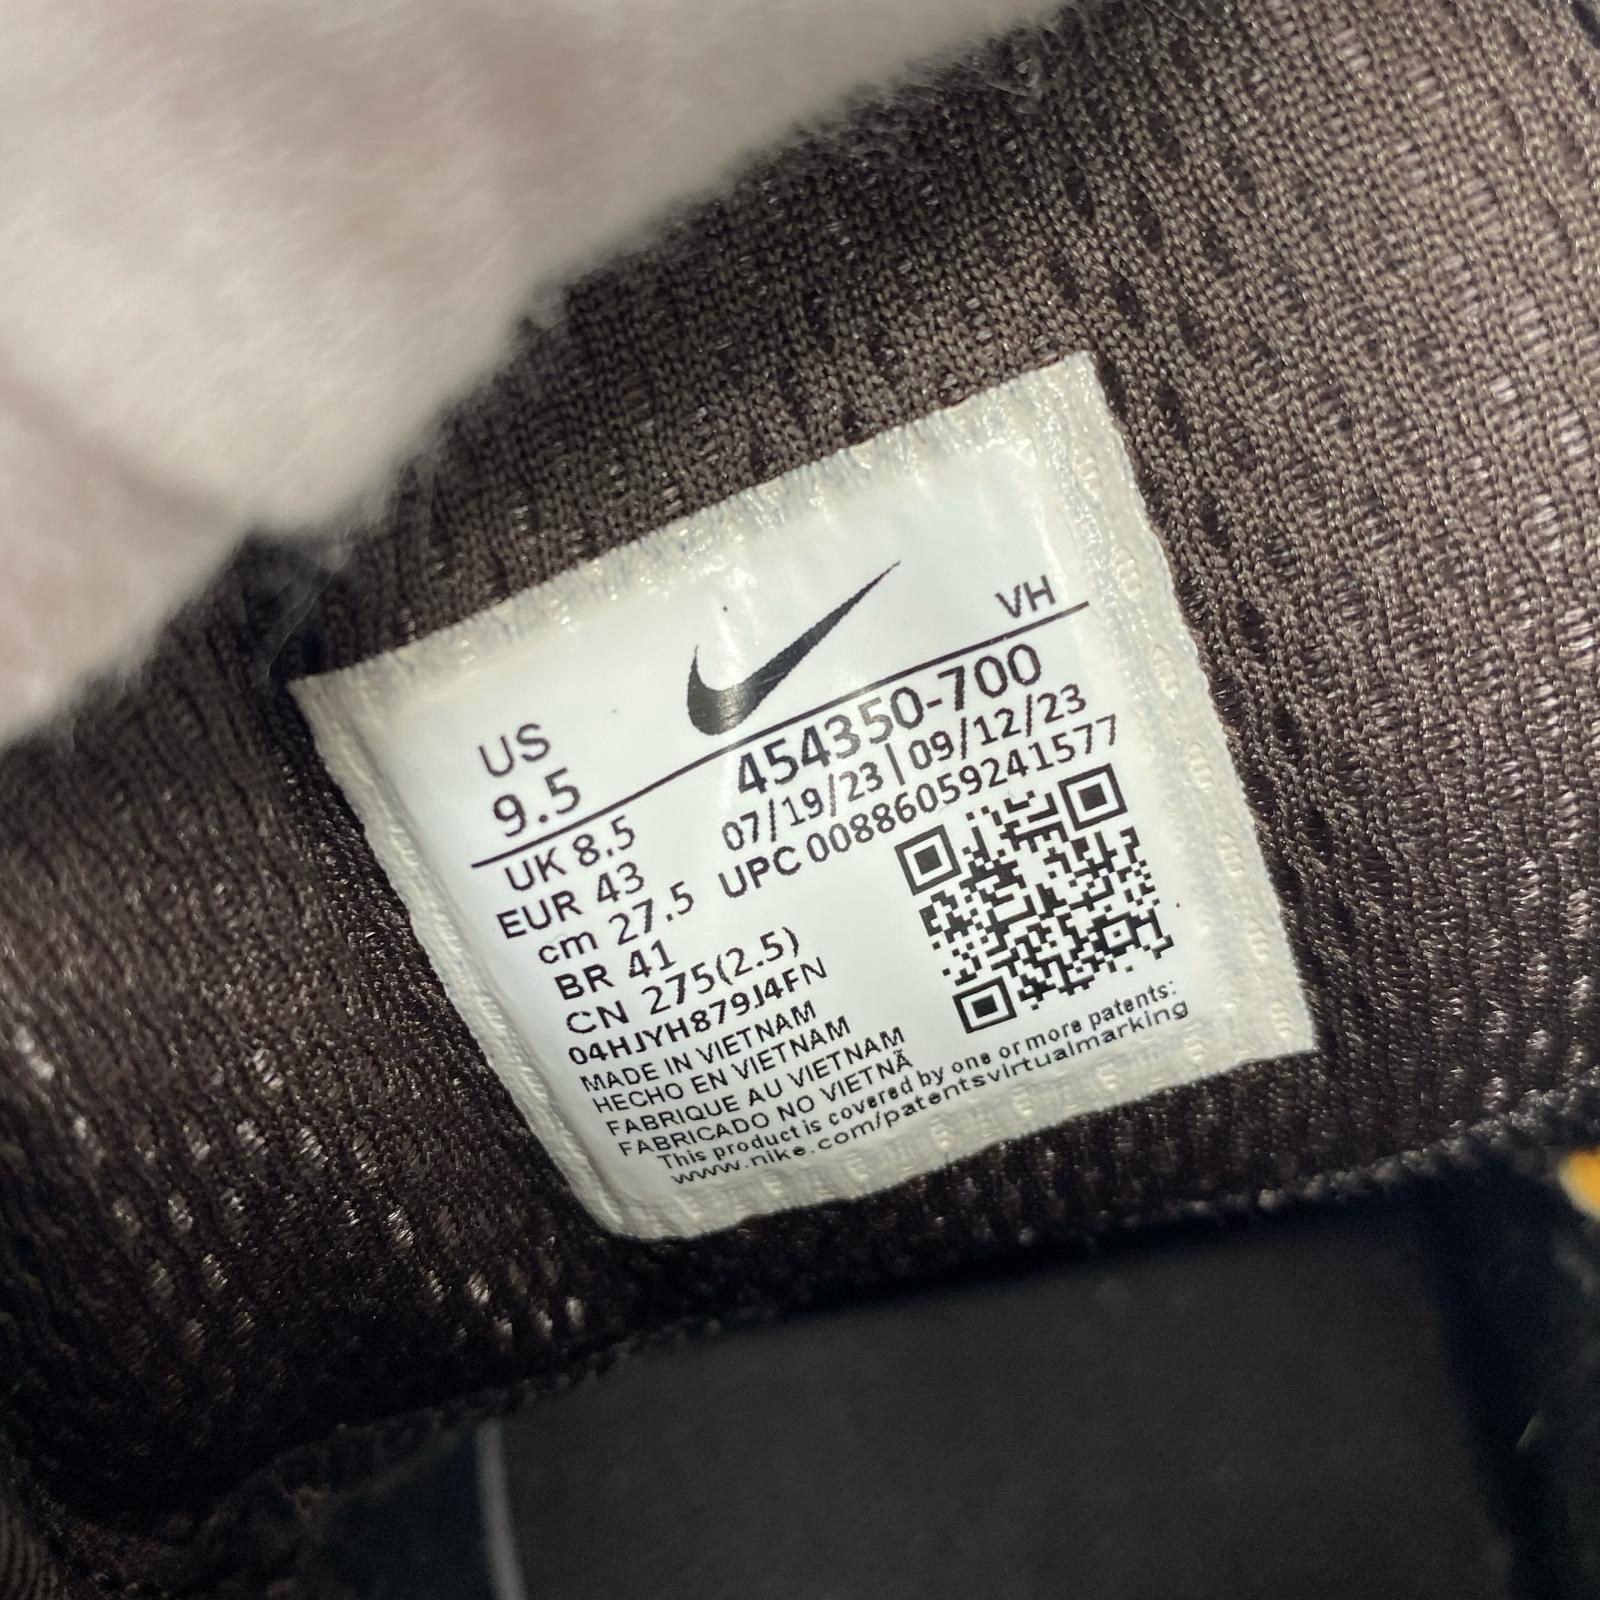 VH
US
9.5
454350-700
07/19/23 | 09/12/23
UPC 00886059241577
UK 8.5
EUR 43
cm 27.5
BR 41
CN 275(2.5)
04HJYH879J4FN
MADE IN VIETNAM
HECHO EN VIETNAM
FABRIQUE AU VIETNAM
FABRICADO NO VIETNÃ
This product is covered by one or more patents:
www.nike.com/patentsvirtualmarking